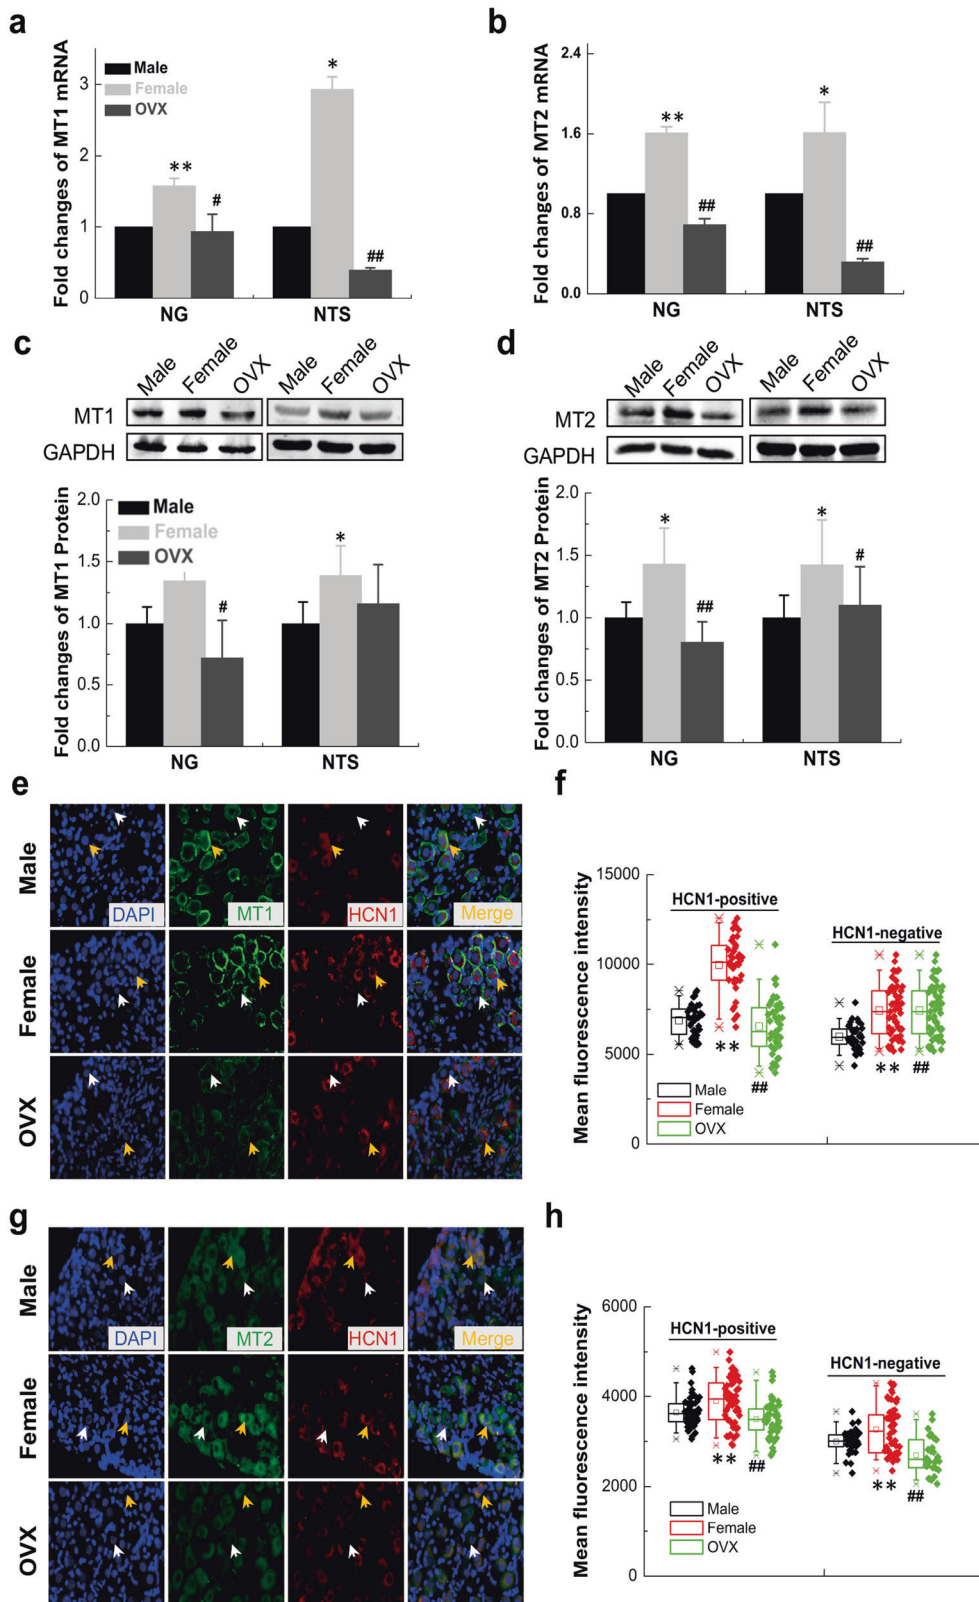 a
Fold changes of MT1 mRNA
3
2
1
0
Male
Female
OVX
**
#
*
##
NG
NTS
b
Fold changes of MT2 mRNA
2.4
1.6
0.8
0.0
**
##
*
##
NG
NTS
c
Male
Female
OVX
Male
Female
OVX
MT1
GAPDH
Fold changes of MT1 Protein
2.0
1.5
1.0
0.5
0.0
Male
Female
OVX
#
*
NG
NTS
d
Male
Female
OVX
Male
Female
OVX
MT2
GAPDH
Fold changes of MT2 Protein
2.0
1.5
1.0
0.5
0.0
*
##
*
#
NG
NTS
e
Male
DAPI
MT1
HCN1
Merge
Female
OVX
f
Mean fluorescence intensity
15000
10000
5000
0
HCN1-positive
HCN1-negative
**
##
**
##
Male
Female
OVX
g
Male
DAPI
MT2
HCN1
Merge
Female
OVX
h
Mean fluorescence intensity
6000
4000
2000
0
HCN1-positive
HCN1-negative
**
##
**
##
Male
Female
OVX